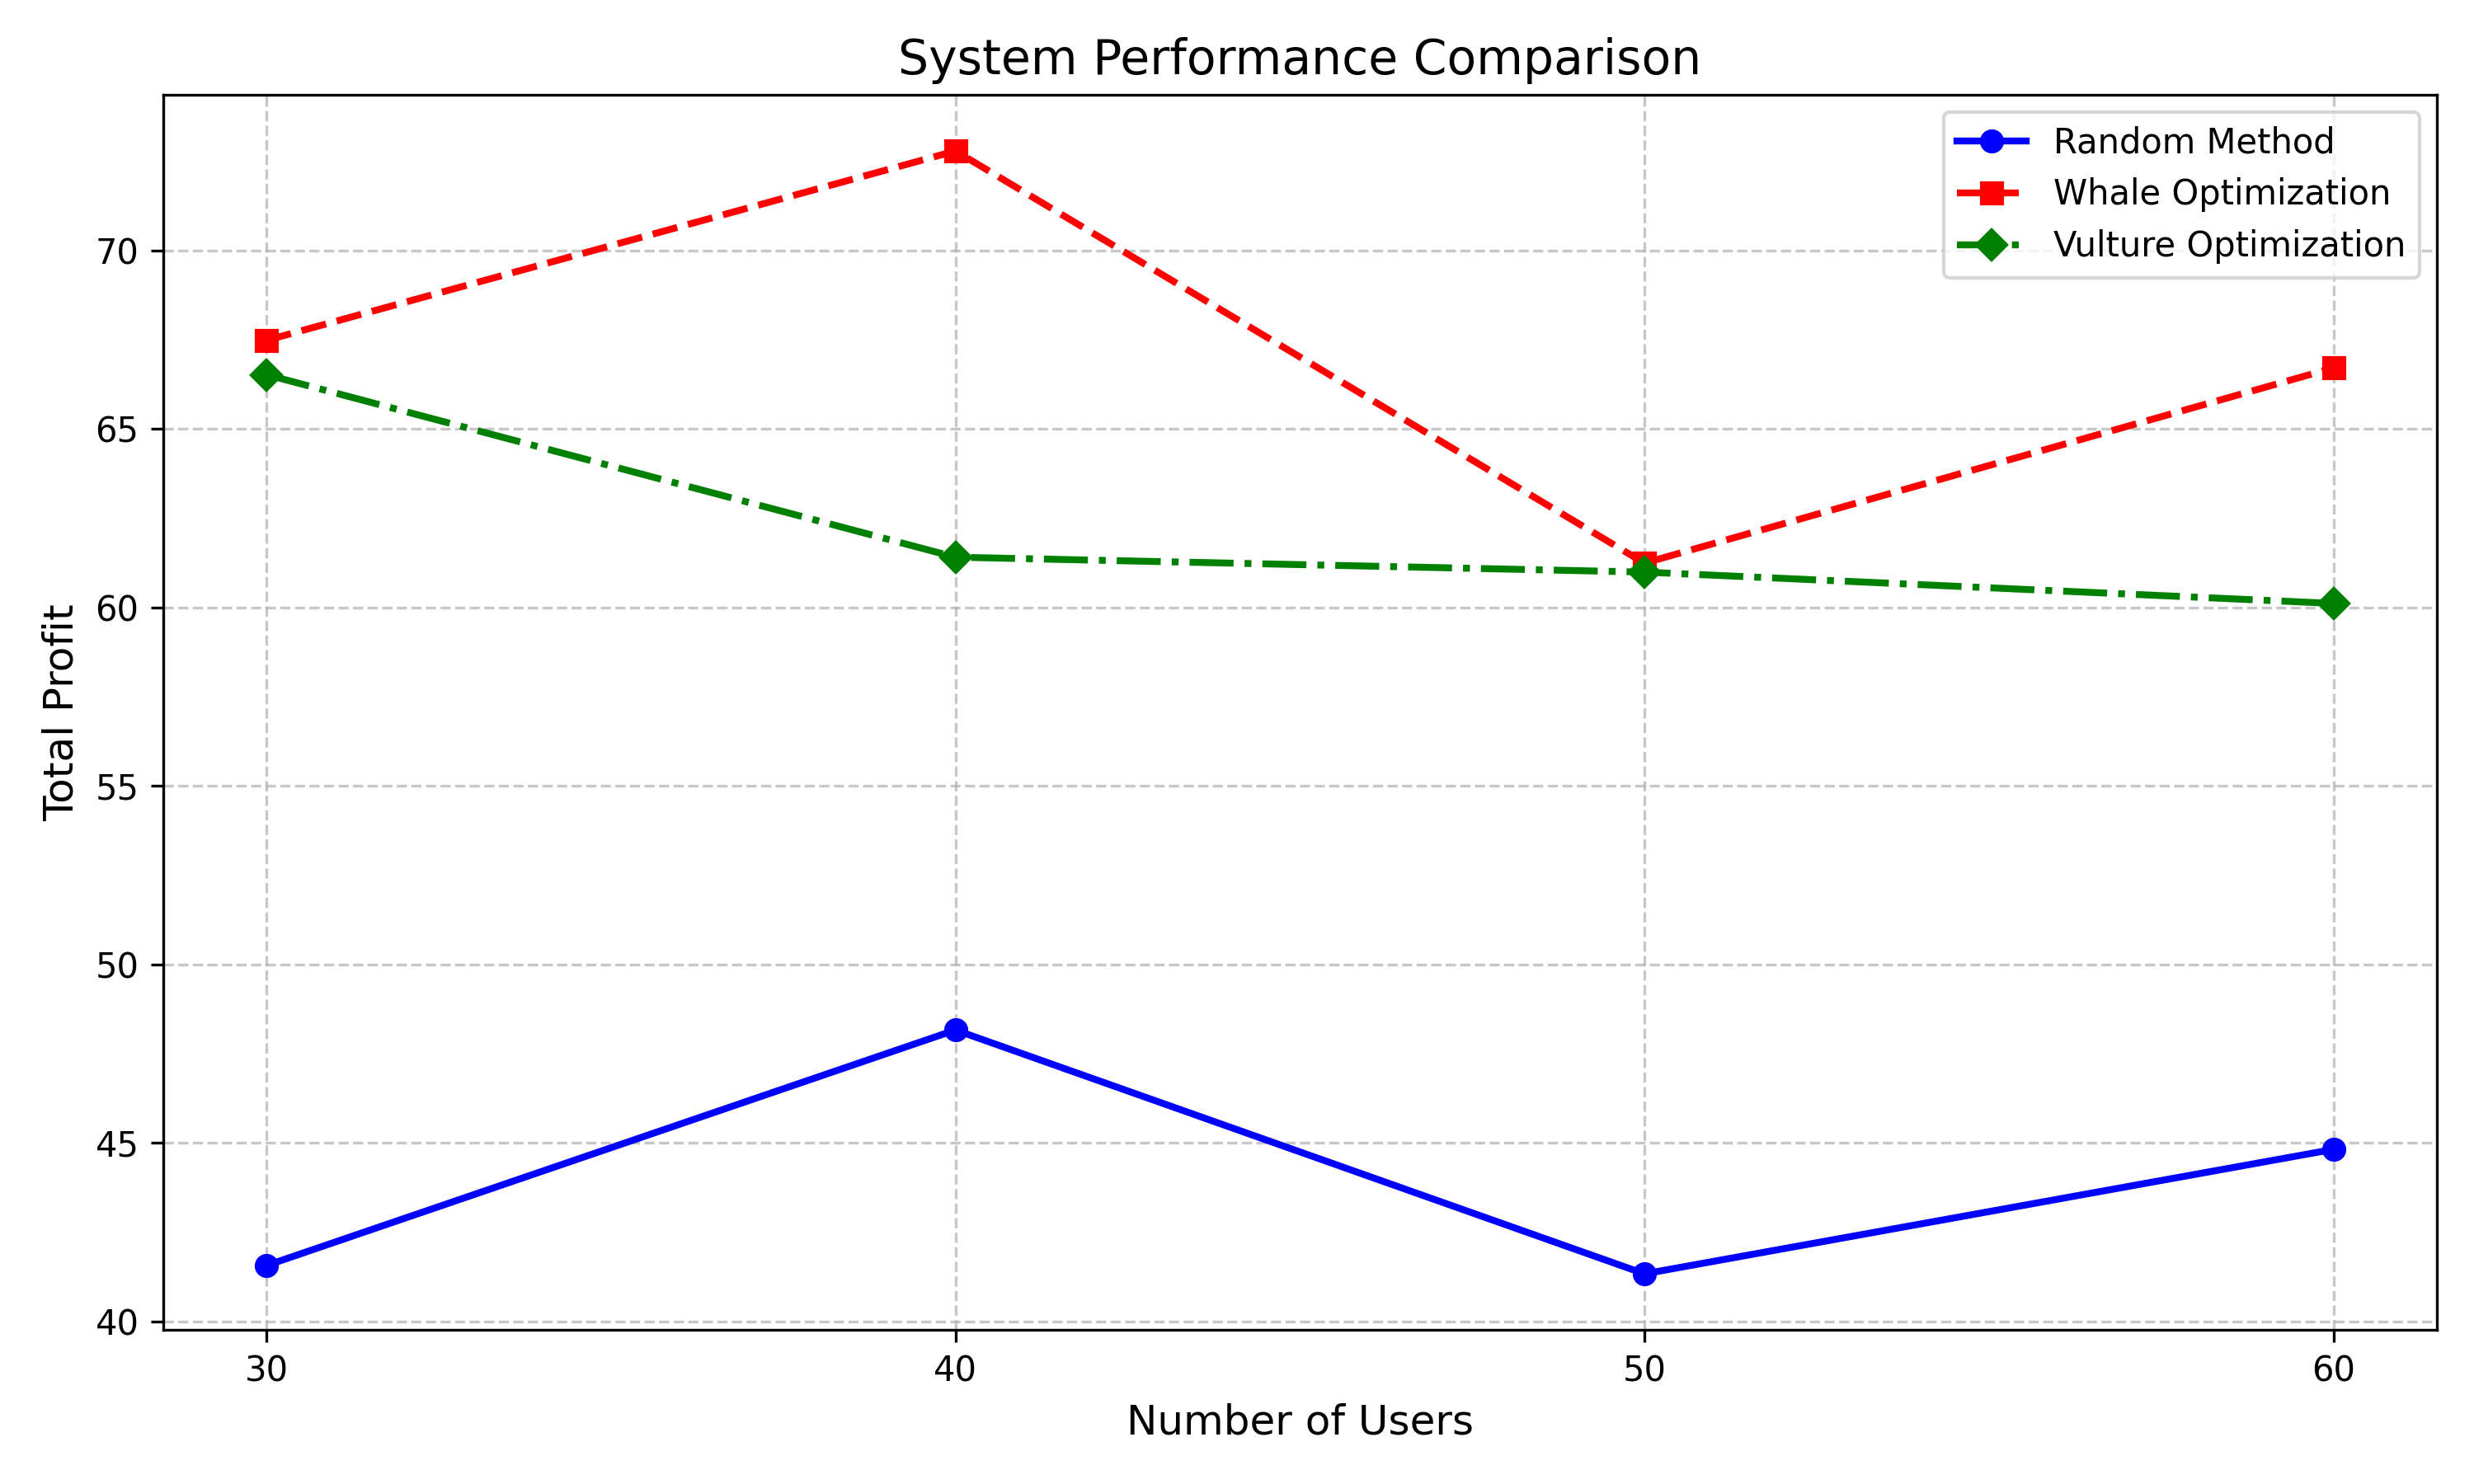 System Performance Comparison
Random Method
Whale Optimization
Vulture Optimization
Total Profit
70
65
60
55
50
45
40
30 40 50 60
Number of Users